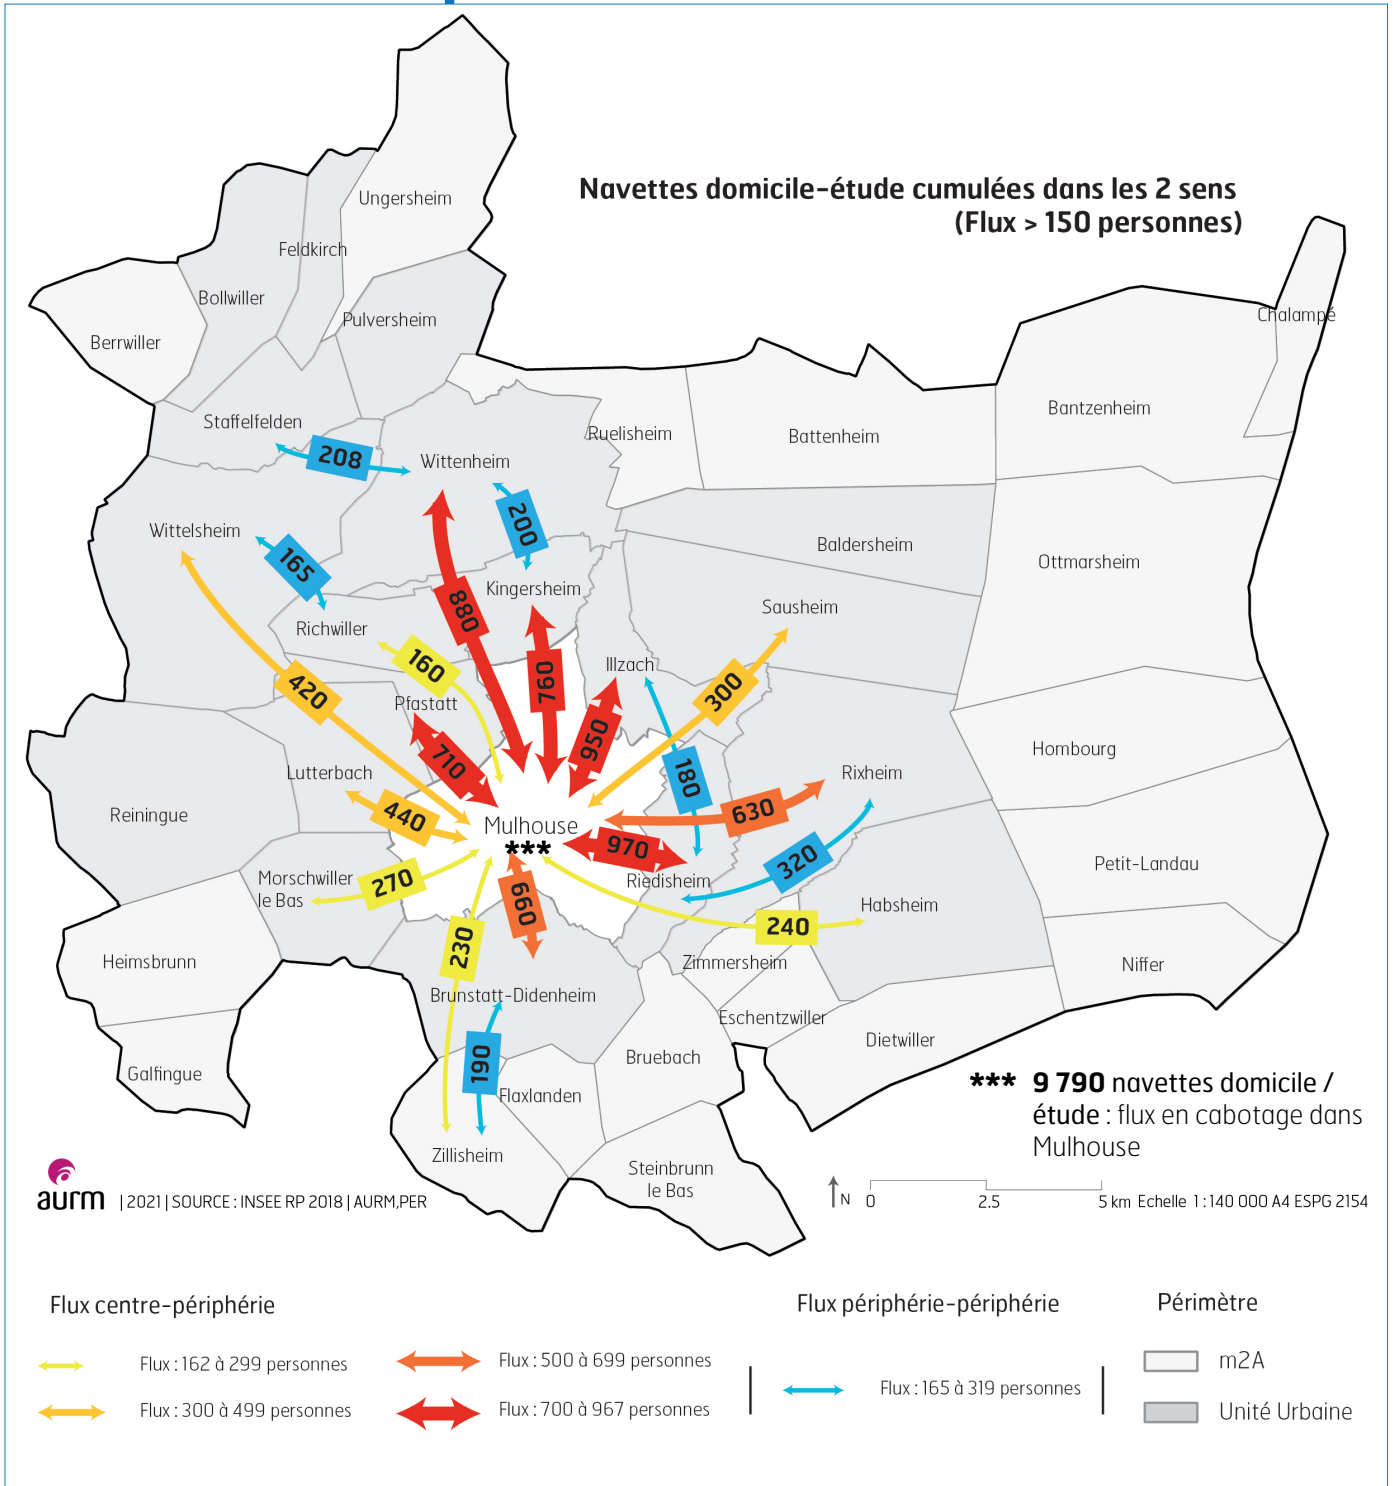 Navettes domicile-étude cumulées dans les 2 sens
(Flux > 150 personnes)
Ungersheim
Feldkirch
Bollwiller
Chalampé
Pulversheim
Berrwiller
Bantzenheim
Staffelfelden
Ruelisheim
Battenheim
208
Wittenheim
200
Wittelsheim
Baldersheim
165
Ottmarsheim
Kingersheim
880
Sausheim
Richwiller
160
Illzach
760
420
300
Pfastatt
950
710
Hombourg
Lutterbach
180
Rixheim
Reiningue
440
630
Mulhouse
***
970
320
Petit-Landau
Morschwiller
le Bas
270
Riedisheim
660
Habsheim
240
230
Heimsbrunn
Zimmersheim
Niffer
Brunstatt-Didenheim
Eschentzwiller
Dietwiller
190
Bruebach
Galfingue
Flaxlanden
*** 9 790 navettes domicile /
étude : flux en cabotage dans
Mulhouse
Zillisheim
Steinbrunn
le Bas
aurm | 2021 | SOURCE : INSEE RP 2018 | AURM,PER
N 0 2.5 5 km Echelle 1 : 140 000 A4 ESPG 2154
Flux centre-périphérie
Flux : 162 à 299 personnes
Flux : 300 à 499 personnes
Flux : 500 à 699 personnes
Flux : 700 à 967 personnes
Flux périphérie-périphérie
Flux : 165 à 319 personnes
Périmètre
m2A
Unité Urbaine